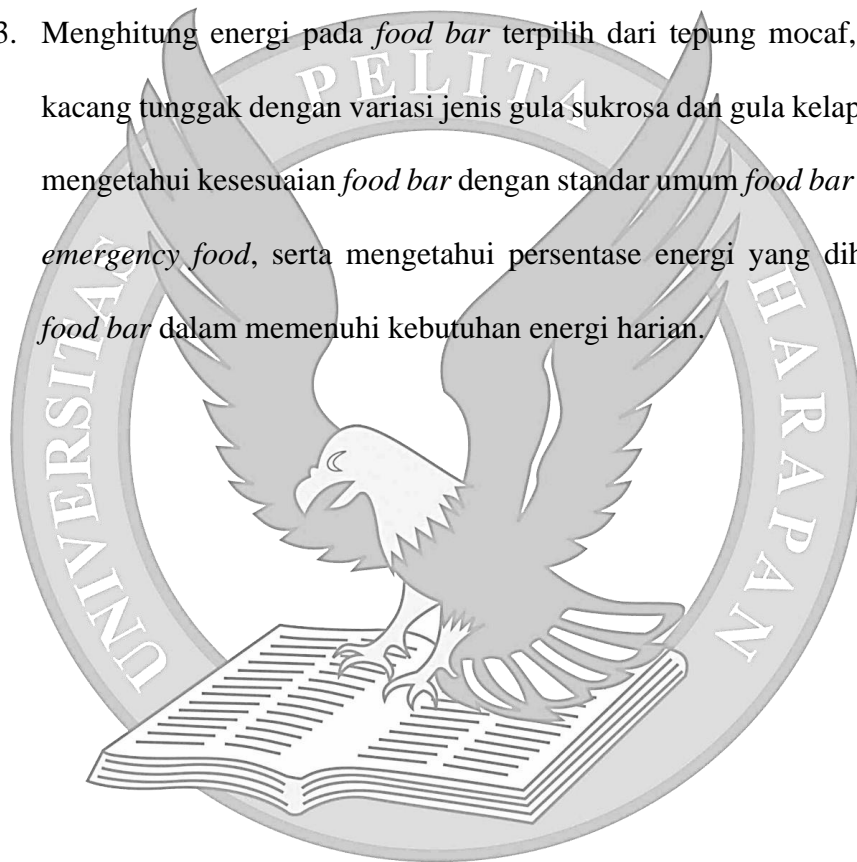 3. Menghitung energi pada food bar terpilih dari tepung mocaf,
kacang tunggak dengan variasi jenis gula sukrosa dan gula kelap
mengetahui kesesuaian food bar dengan standar umum food bar
emergency food, serta mengetahui persentase energi yang dih
food bar dalam memenuhi kebutuhan energi harian.
UNIVERSITAS PELITA HARAPAN